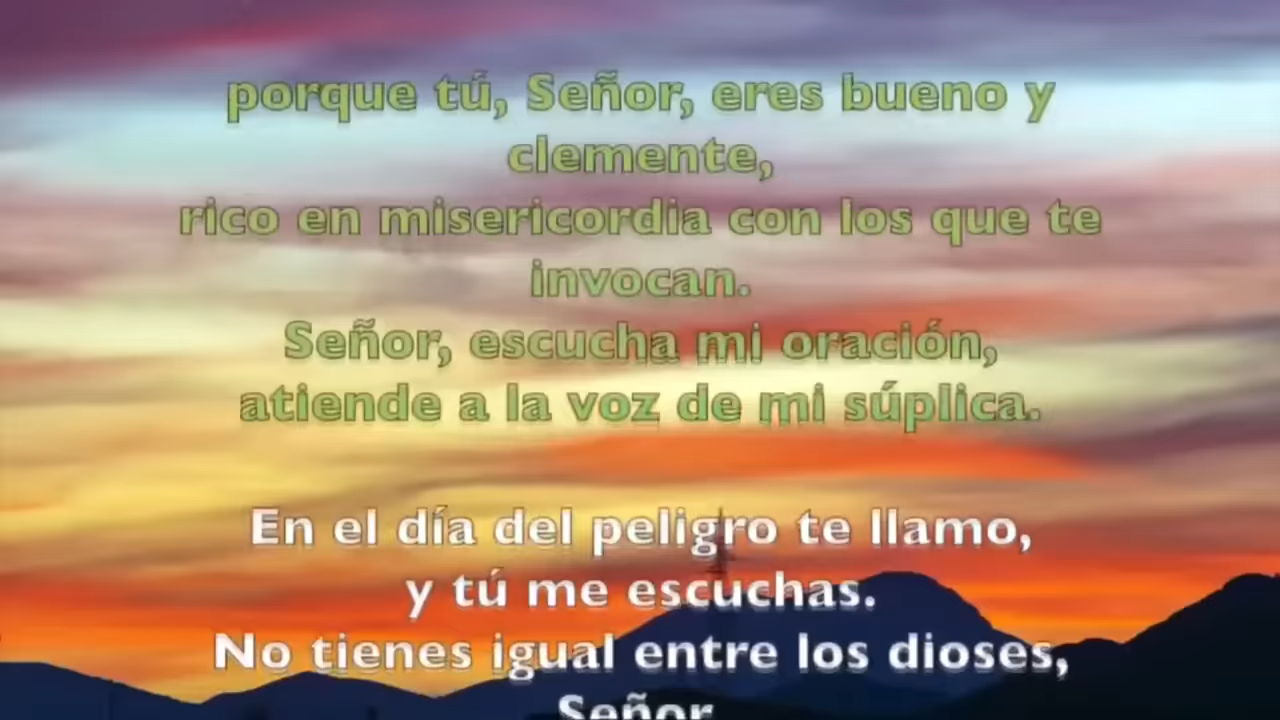 porque tú, Señor, eres bueno y
clemente,
rico en misericordia con los que te
invocan.
Señor, escucha mi oración,
atiende a la voz de mi súplica.
En el día del peligro te llamo,
y tú me escuchas.
No tienes igual entre los dioses,
Señor